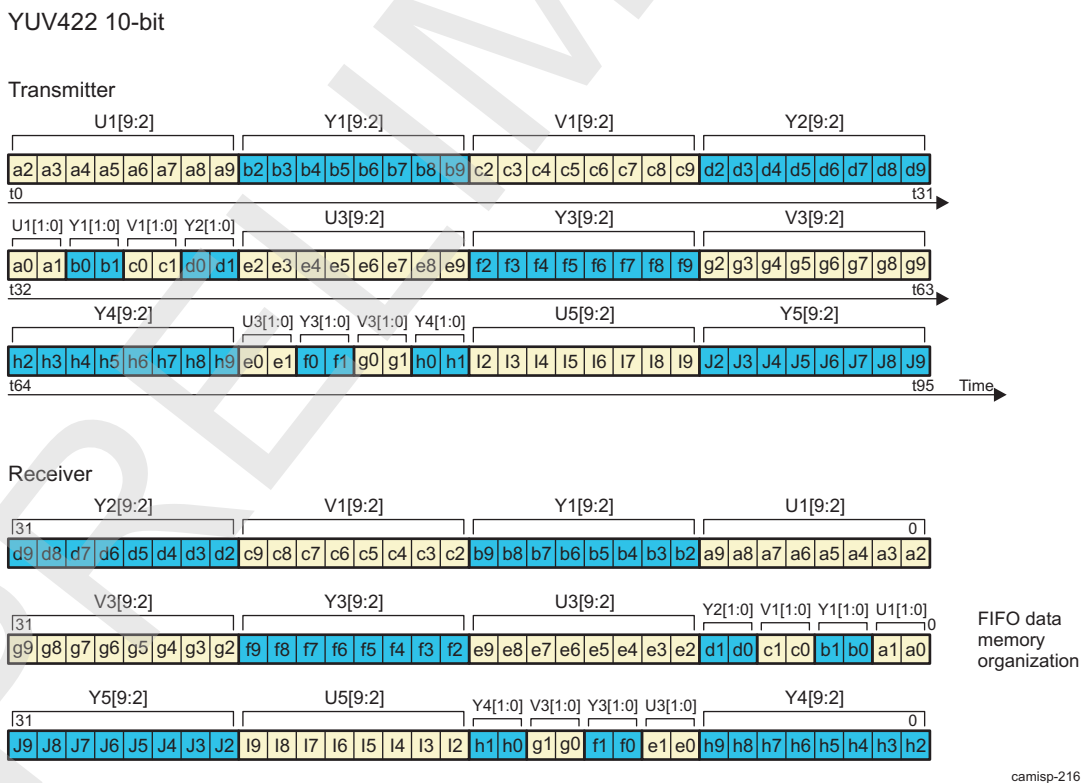 YUV422 10-bit
Transmitter
U1[9:2] Y1[9:2] V1[9:2] Y2[9:2]
a2 a3 a4 a5 a6 a7 a8 a9 b2 b3 b4 b5 b6 b7 b8 b9 c2 c3 c4 c5 c6 c7 c8 c9 d2 d3 d4 d5 d6 d7 d8 d9
t0 t31
U1[1:0] Y1[1:0] V1[1:0] Y2[1:0] U3[9:2] Y3[9:2] V3[9:2]
a0 a1 b0 b1 c0 c1 d0 d1 e2 e3 e4 e5 e6 e7 e8 e9 f2 f3 f4 f5 f6 f7 f8 f9 g2 g3 g4 g5 g6 g7 g8 g9
t32 t63
Y4[9:2] U3[1:0] Y3[1:0] V3[1:0] Y4[1:0] U5[9:2] Y5[9:2]
h2 h3 h4 h5 h6 h7 h8 h9 e0 e1 f0 f1 g0 g1 h0 h1 I2 I3 I4 I5 I6 I7 I8 I9 J2 J3 J4 J5 J6 J7 J8 J9
t64 t95 Time
Receiver
Y2[9:2] V1[9:2] Y1[9:2] U1[9:2]
31 0
d9 d8 d7 d6 d5 d4 d3 d2 c9 c8 c7 c6 c5 c4 c3 c2 b9 b8 b7 b6 b5 b4 b3 b2 a9 a8 a7 a6 a5 a4 a3 a2
V3[9:2] Y3[9:2] U3[9:2] Y2[1:0] V1[1:0] Y1[1:0] U1[1:0]
31 0
g9 g8 g7 g6 g5 g4 g3 g2 f9 f8 f7 f6 f5 f4 f3 f2 e9 e8 e7 e6 e5 e4 e3 e2 d1 d0 c1 c0 b1 b0 a1 a0
FIFO data
memory
organization
Y5[9:2] U5[9:2] Y4[1:0] V3[1:0] Y3[1:0] U3[1:0] Y4[9:2]
31 0
J9 J8 J7 J6 J5 J4 J3 J2 I9 I8 I7 I6 I5 I4 I3 I2 h1 h0 g1 g0 f1 f0 e1 e0 h9 h8 h7 h6 h5 h4 h3 h2
camisp-216